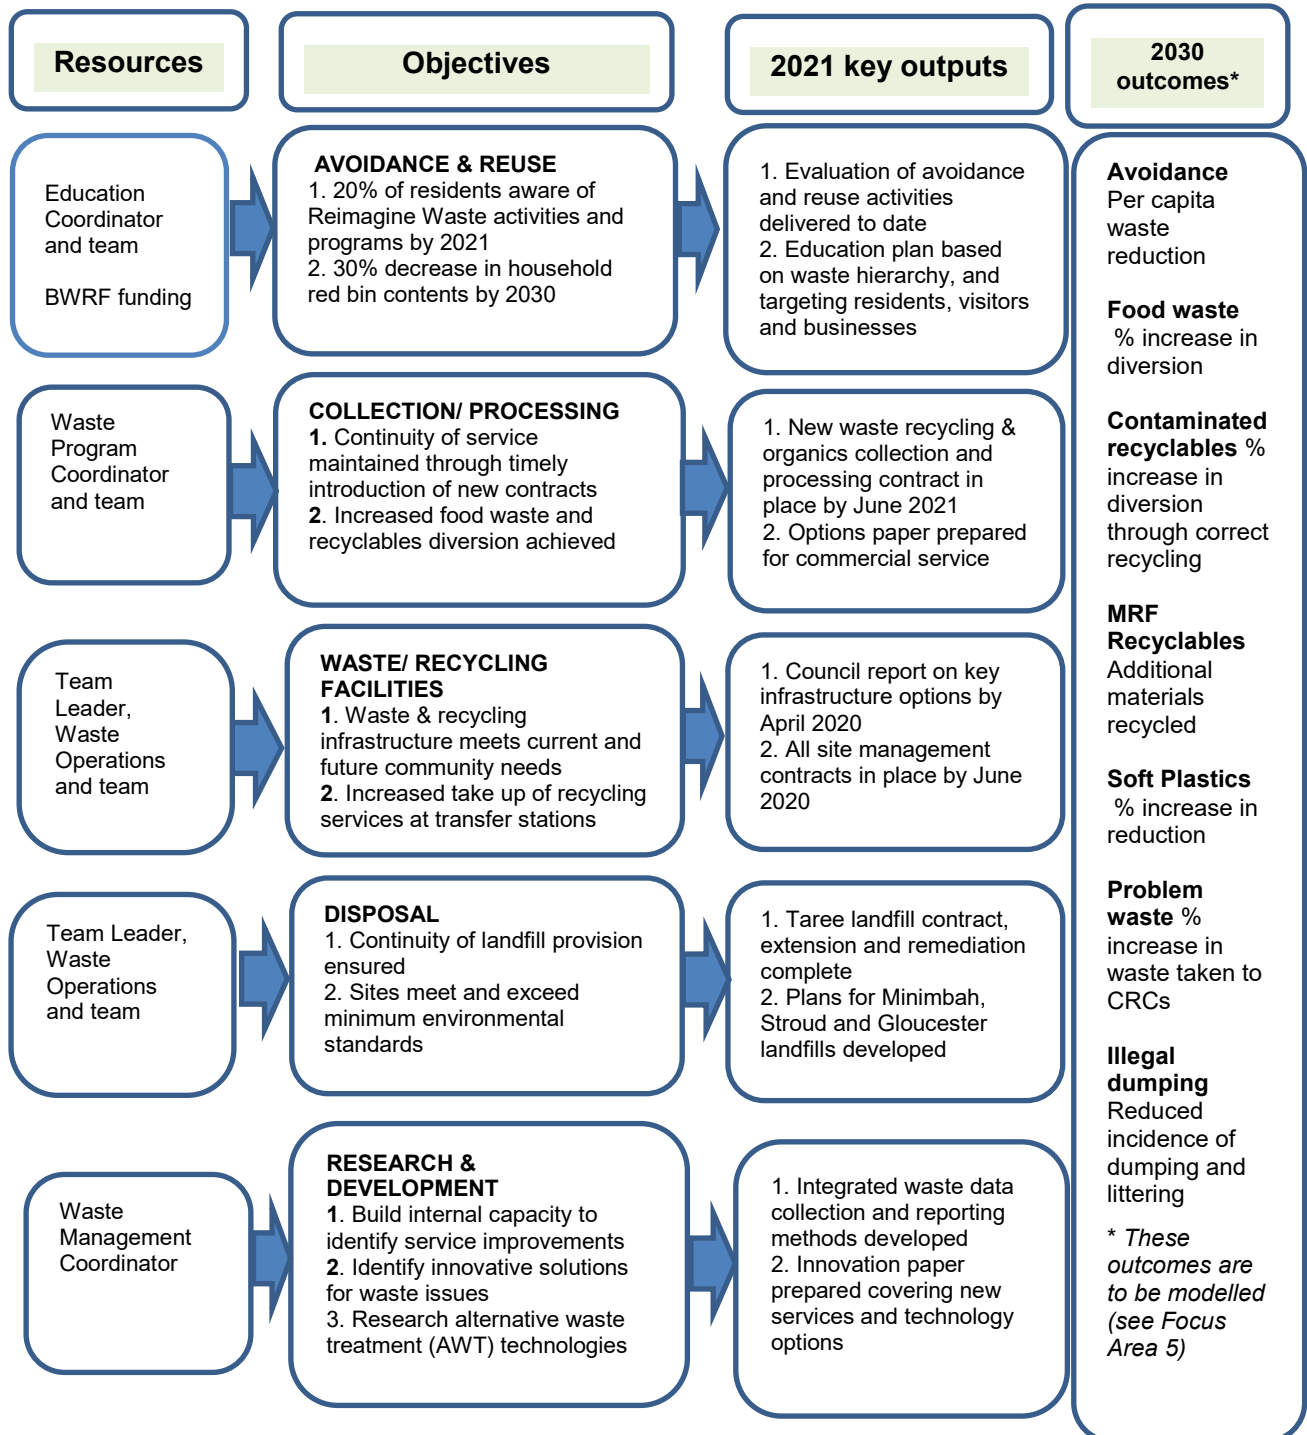 Resources
Objectives
2021 key outputs
2030
outcomes*
Education
Coordinator
and team
BWRF funding
AVOIDANCE & REUSE
1. 20% of residents aware of
Reimagine Waste activities and
programs by 2021
2. 30% decrease in household
red bin contents by 2030
1. Evaluation of avoidance
and reuse activities
delivered to date
2. Education plan based
on waste hierarchy, and
targeting residents, visitors
and businesses
Waste
Program
Coordinator
and team
COLLECTION/ PROCESSING
1. Continuity of service
maintained through timely
introduction of new contracts
2. Increased food waste and
recyclables diversion achieved
1. New waste recycling &
organics collection and
processing contract in
place by June 2021
2. Options paper prepared
for commercial service
Team
Leader,
Waste
Operations
and team
WASTE/ RECYCLING
FACILITIES
1. Waste & recycling
infrastructure meets current and
future community needs
2. Increased take up of recycling
services at transfer stations
1. Council report on key
infrastructure options by
April 2020
2. All site management
contracts in place by June
2020
Team Leader,
Waste
Operations
and team
DISPOSAL
1. Continuity of landfill provision
ensured
2. Sites meet and exceed
minimum environmental
standards
1. Taree landfill contract,
extension and remediation
complete
2. Plans for Minimbah,
Stroud and Gloucester
landfills developed
Waste
Management
Coordinator
RESEARCH &
DEVELOPMENT
1. Build internal capacity to
identify service improvements
2. Identify innovative solutions
for waste issues
3. Research alternative waste
treatment (AWT) technologies
1. Integrated waste data
collection and reporting
methods developed
2. Innovation paper
prepared covering new
services and technology
options
Avoidance
Per capita
waste
reduction
Food waste
% increase in
diversion
Contaminated
recyclables %
increase in
diversion
through correct
recycling
MRF
Recyclables
Additional
materials
recycled
Soft Plastics
% increase in
reduction
Problem
waste %
increase in
waste taken to
CRCs
Illegal
dumping
Reduced
incidence of
dumping and
littering
* These
outcomes are
to be modelled
(see Focus
Area 5)